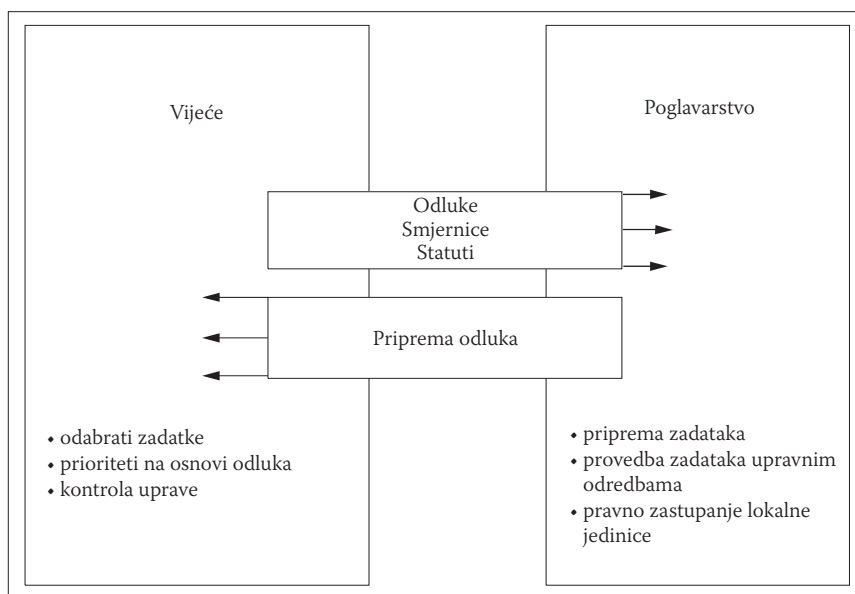 Vijeće
Poglavarstvo
Odluke
Smjernice
Statuti
Priprema odluka
• odabrati zadatke
• prioriteti na osnovi odluka
• kontrola uprave
• priprema zadataka
• provedba zadataka upravnim
odredbama
• pravno zastupanje lokalne
jedinice